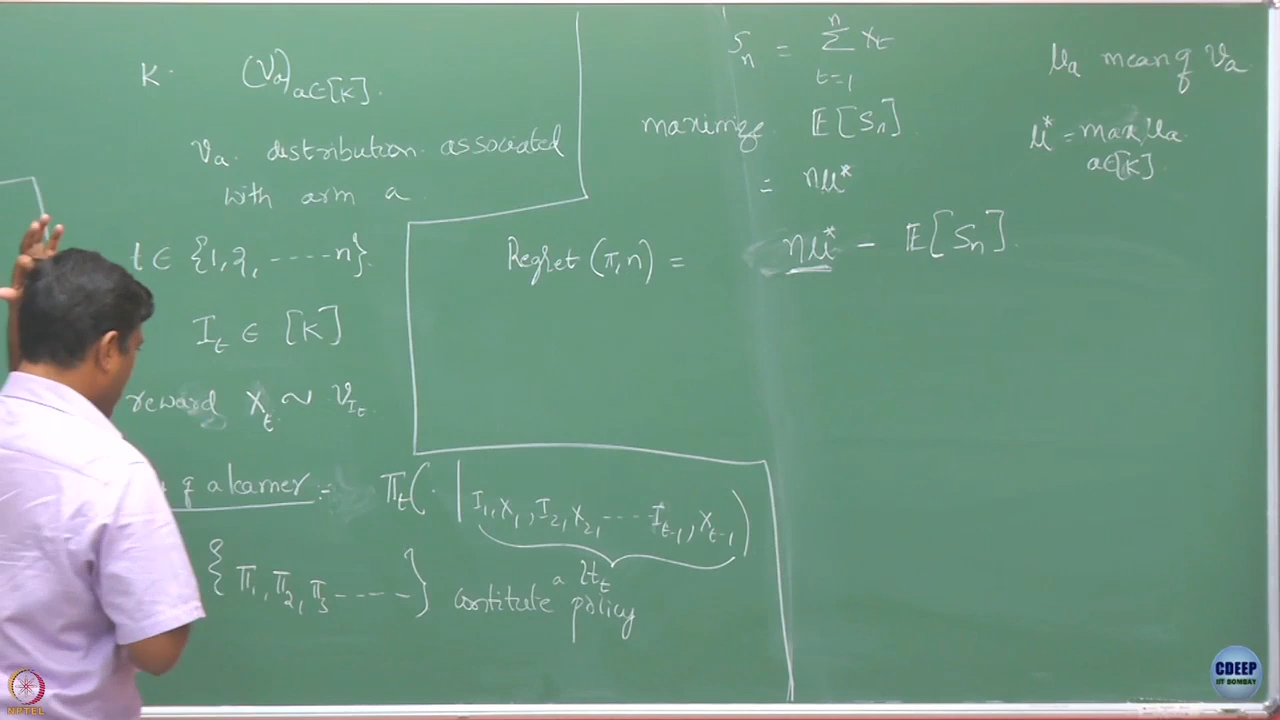 K. (ν_a)_{a∈[K]}.
ν_a. distribution associated
with arm a
t ∈ {1,2,------n}.
I_t ∈ [K]
reward X_t ~ ν_{I_t}.
of a learner :- π_t( · | I_1,X_1,I_2,X_2,----I_{t-1},X_{t-1})
H_t
{π_1,π_2,π_3-----} constitute a policy
S_n = Σ_{t=1}^{n} X_t
maximize E[S_n].
= nμ*
Regret(π,n) = nμ* - E[S_n].
μ_a mean of ν_a.
μ* = max μ_a.
a∈[K]
NPTEL
CDEEP
IIT BOMBAY